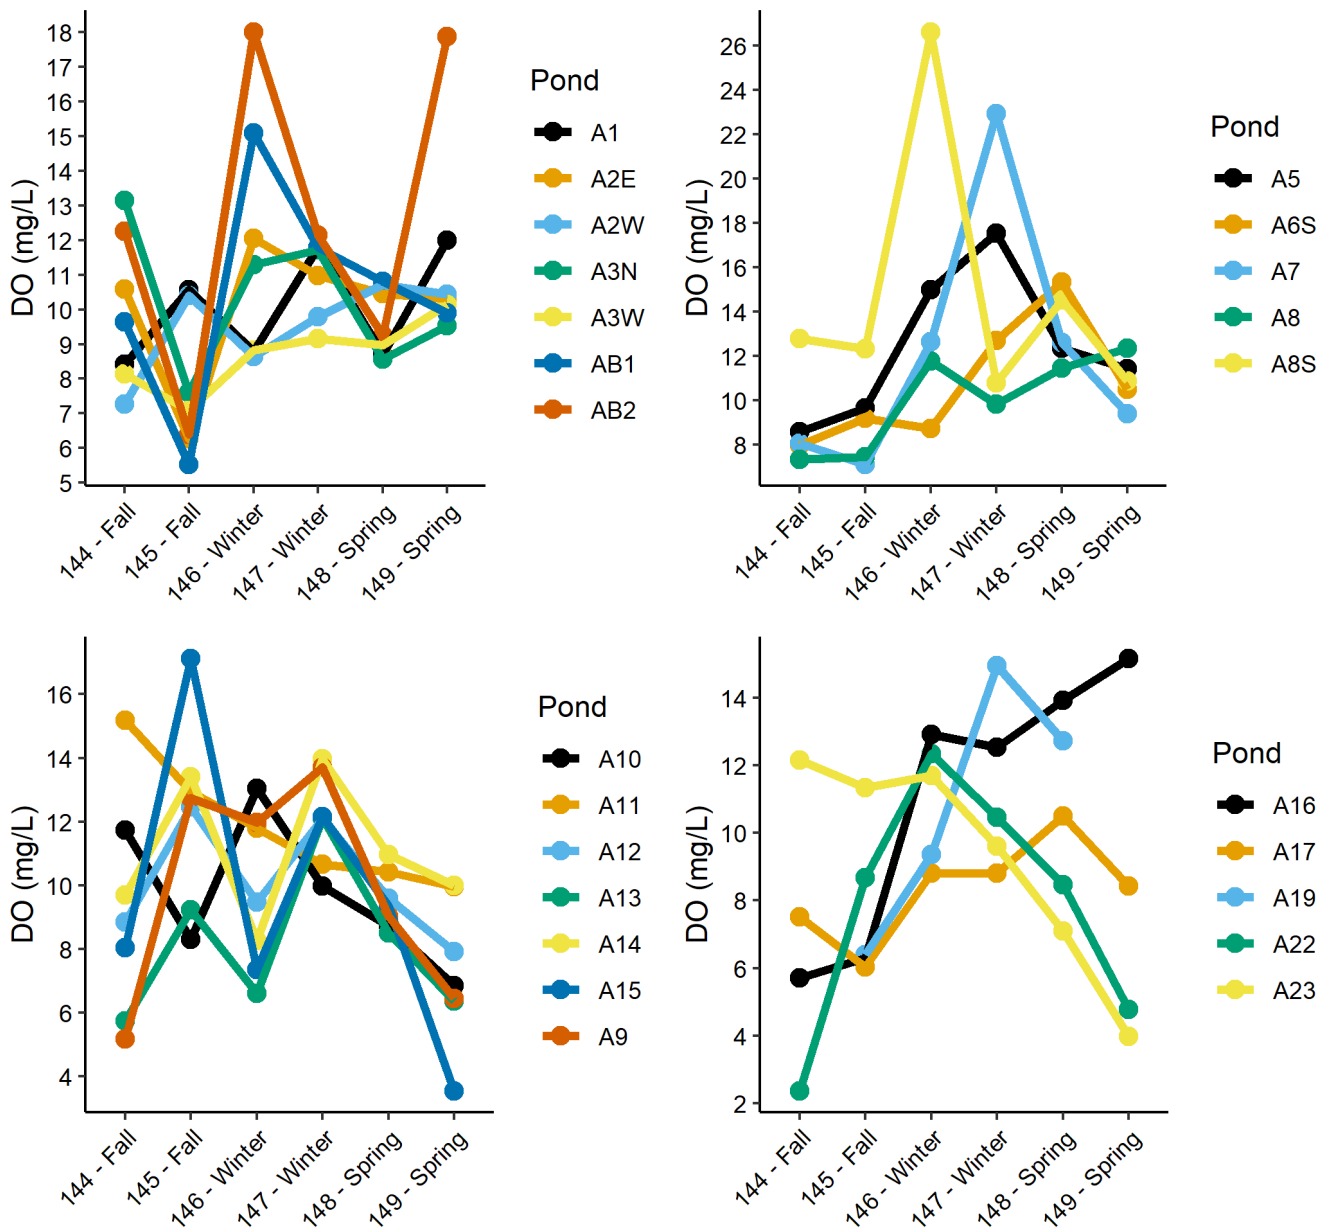 DO (mg/L)
18
17
16
15
14
13
12
11
10
9
8
7
6
5
144 - Fall
145 - Fall
146 - Winter
147 - Winter
148 - Spring
149 - Spring
Pond
A1
A2E
A2W
A3N
A3W
AB1
AB2
DO (mg/L)
26
24
22
20
18
16
14
12
10
8
144 - Fall
145 - Fall
146 - Winter
147 - Winter
148 - Spring
149 - Spring
Pond
A5
A6S
A7
A8
A8S
DO (mg/L)
16
14
12
10
8
6
4
144 - Fall
145 - Fall
146 - Winter
147 - Winter
148 - Spring
149 - Spring
Pond
A10
A11
A12
A13
A14
A15
A9
DO (mg/L)
14
12
10
8
6
4
2
144 - Fall
145 - Fall
146 - Winter
147 - Winter
148 - Spring
149 - Spring
Pond
A16
A17
A19
A22
A23